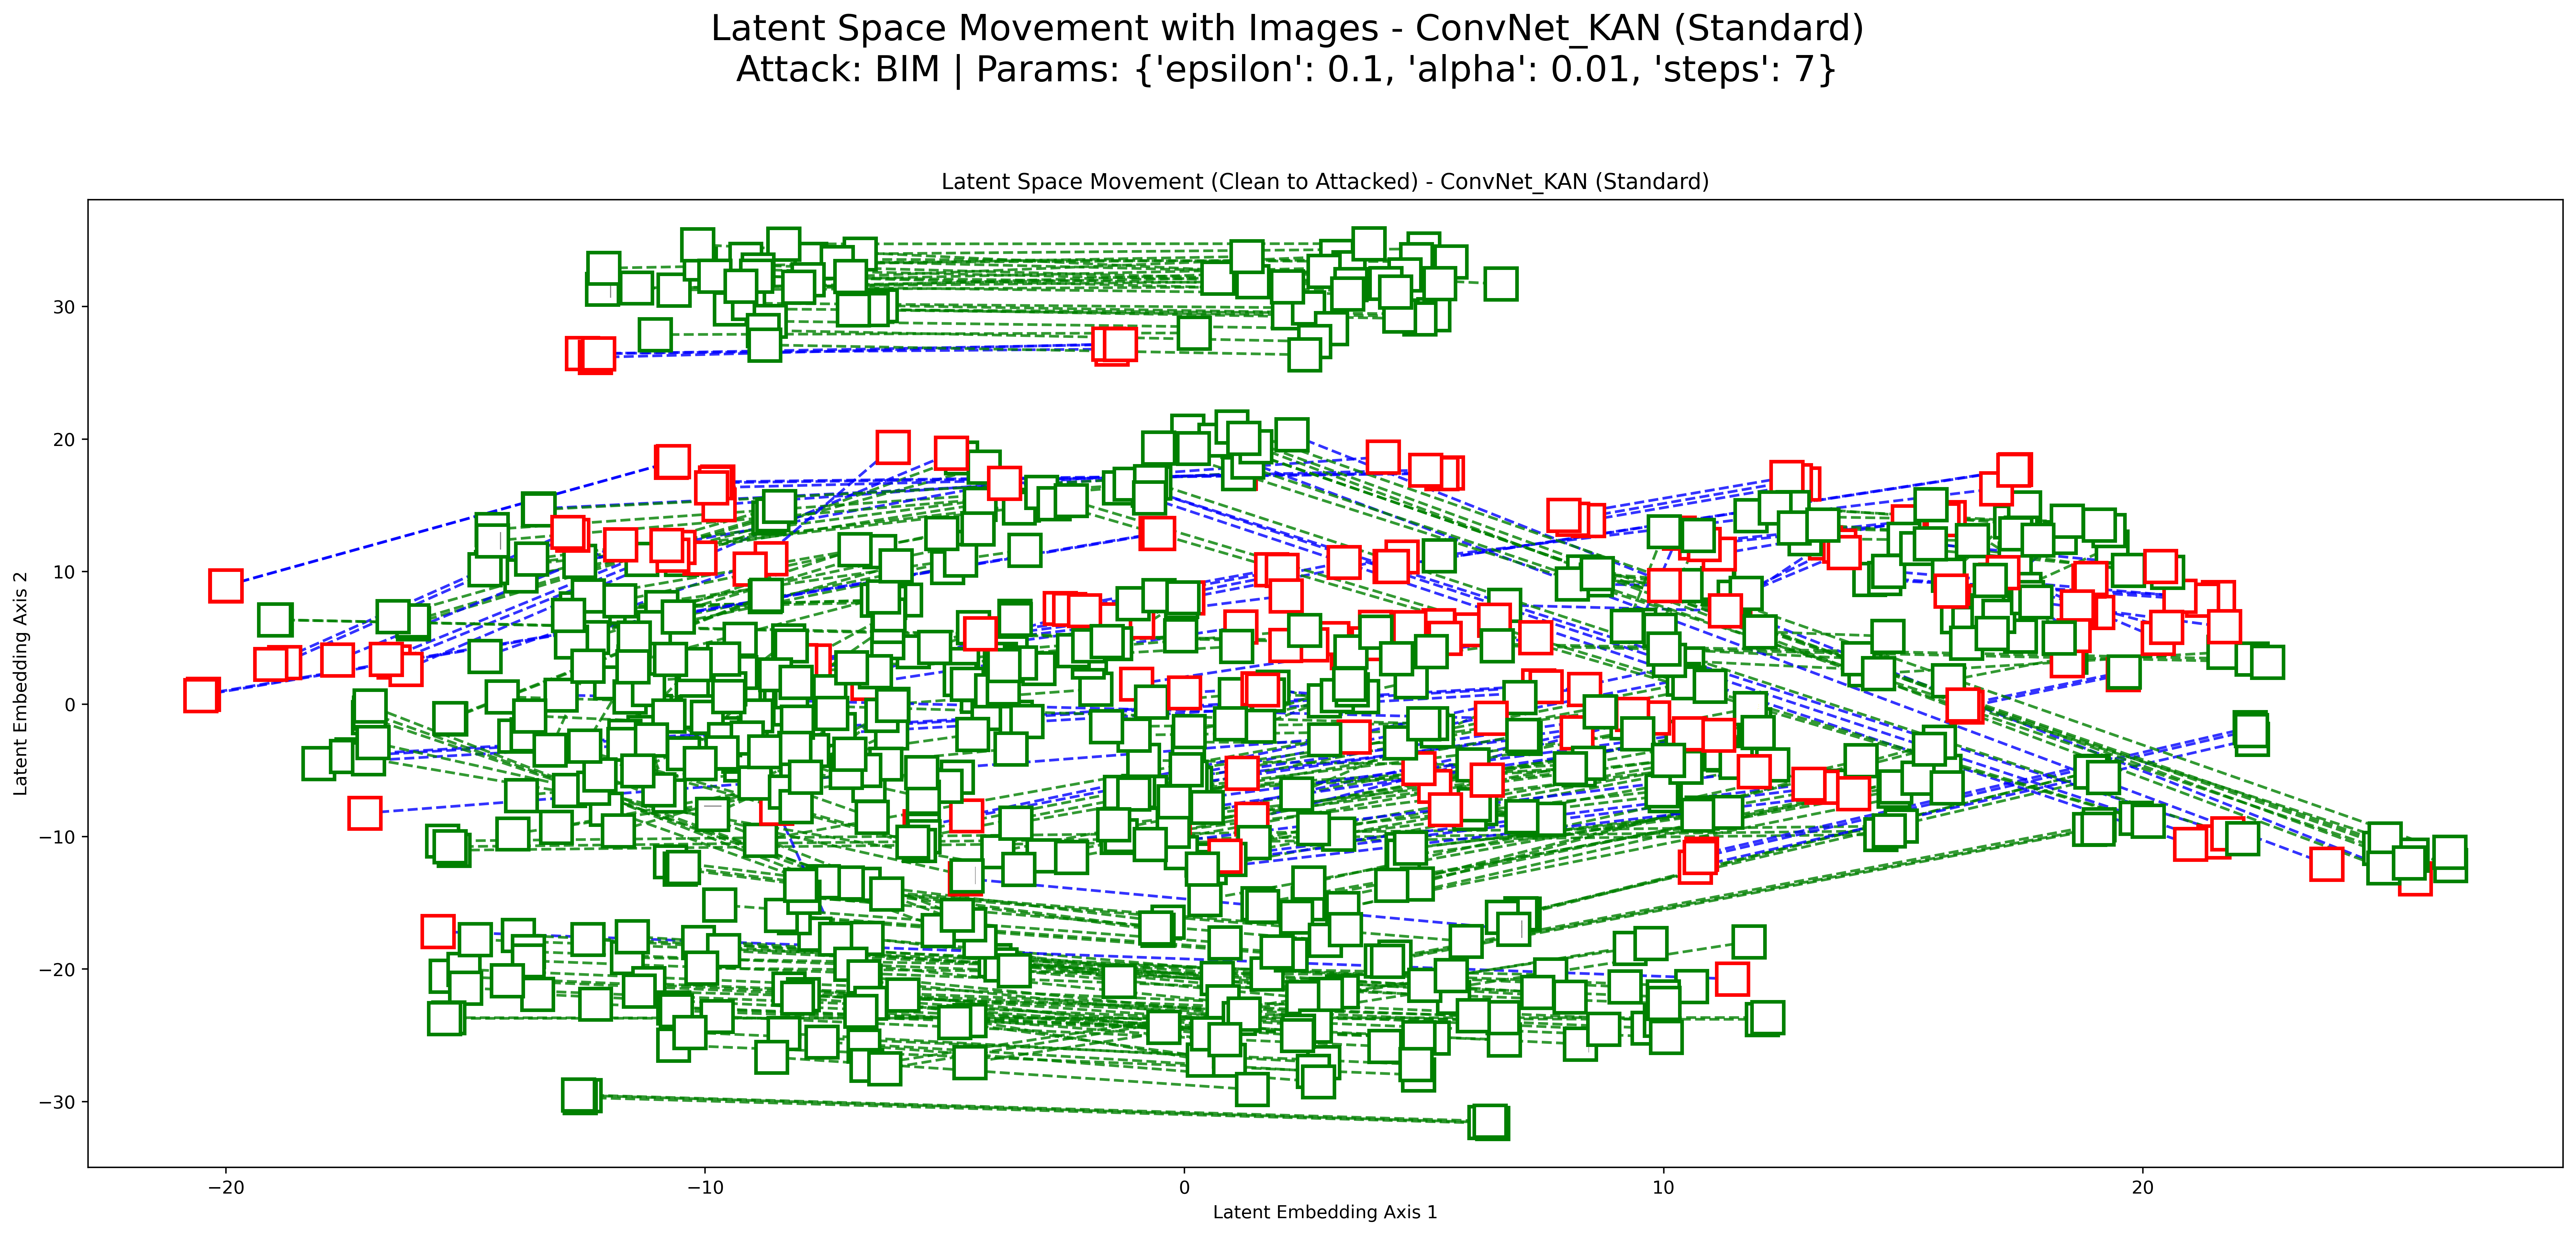 Latent Space Movement with Images - ConvNet_KAN (Standard)
Attack: BIM | Params: {'epsilon': 0.1, 'alpha': 0.01, 'steps': 7}
Latent Space Movement (Clean to Attacked) - ConvNet_KAN (Standard)
Latent Embedding Axis 2
30
20
10
0
−10
−20
−30
−20
−10
0
10
20
Latent Embedding Axis 1